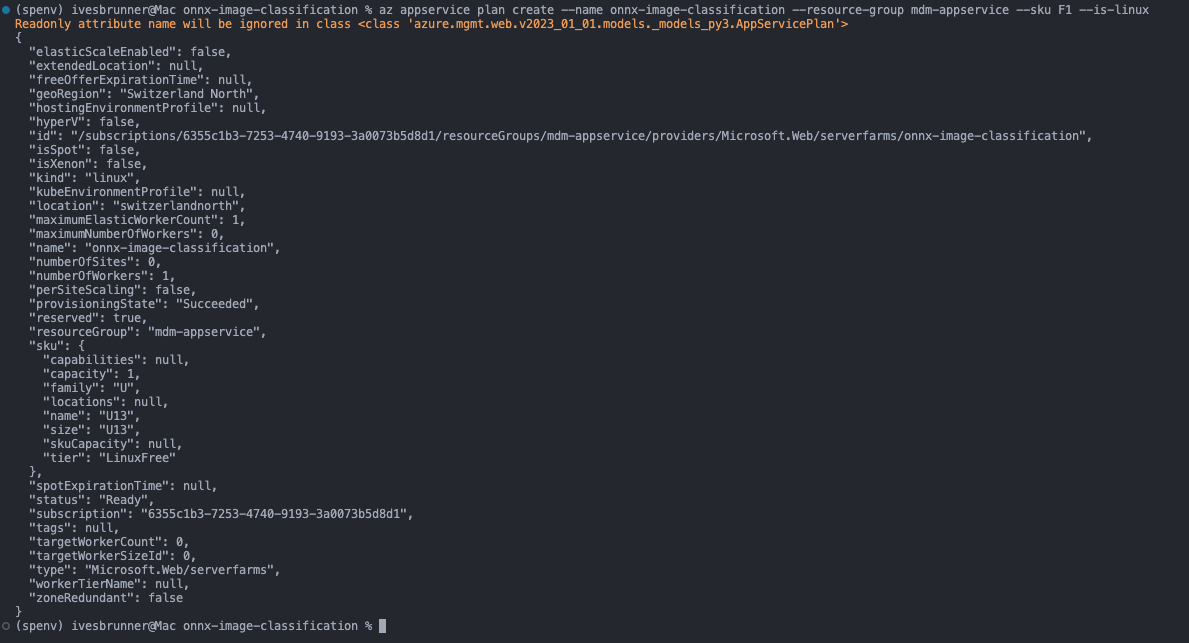 (spenv) ivesbrunner@Mac onnx-image-classification % az appservice plan create --name onnx-image-classification --resource-group mdm-appservice --sku F1 --is-linux
Readonly attribute name will be ignored in class <class 'azure.mgmt.web.v2023_01_01.models._models_py3.AppServicePlan'>
{
  "elasticScaleEnabled": false,
  "extendedLocation": null,
  "freeOfferExpirationTime": null,
  "geoRegion": "Switzerland North",
  "hostingEnvironmentProfile": null,
  "hyperV": false,
  "id": "/subscriptions/6355c1b3-7253-4740-9193-3a0073b5d8d1/resourceGroups/mdm-appservice/providers/Microsoft.Web/serverfarms/onnx-image-classification",
  "isSpot": false,
  "isXenon": false,
  "kind": "linux",
  "kubeEnvironmentProfile": null,
  "location": "switzerlandnorth",
  "maximumElasticWorkerCount": 1,
  "maximumNumberOfWorkers": 0,
  "name": "onnx-image-classification",
  "numberOfSites": 0,
  "numberOfWorkers": 1,
  "perSiteScaling": false,
  "provisioningState": "Succeeded",
  "reserved": true,
  "resourceGroup": "mdm-appservice",
  "sku": {
    "capabilities": null,
    "capacity": 1,
    "family": "U",
    "locations": null,
    "name": "U13",
    "size": "U13",
    "skuCapacity": null,
    "tier": "LinuxFree"
  },
  "spotExpirationTime": null,
  "status": "Ready",
  "subscription": "6355c1b3-7253-4740-9193-3a0073b5d8d1",
  "tags": null,
  "targetWorkerCount": 0,
  "targetWorkerSizeId": 0,
  "type": "Microsoft.Web/serverfarms",
  "workerTierName": null,
  "zoneRedundant": false
}
(spenv) ivesbrunner@Mac onnx-image-classification %